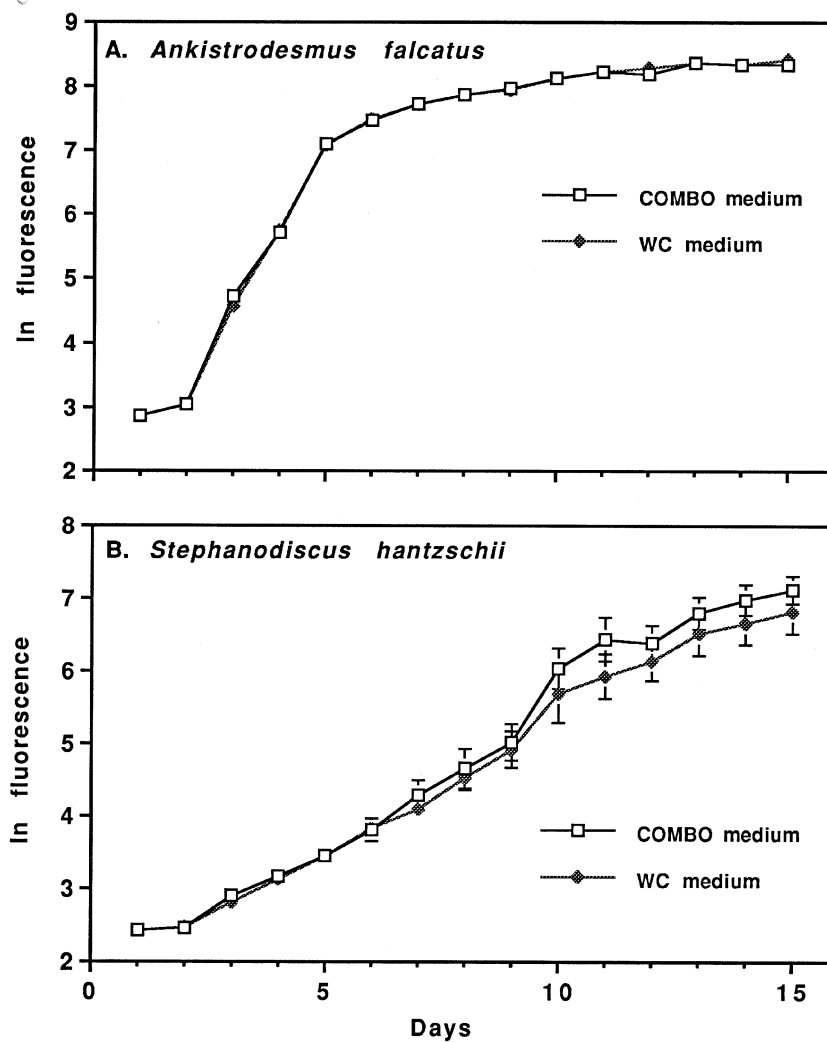 9
A. Ankistrodesmus falcatus
8
7
COMBO medium
6
WC medium
5
4
3
2
ln fluorescence
8
B. Stephanodiscus hantzschii
7
6
5
4
COMBO medium
3
WC medium
2
ln fluorescence
0 5 10 15
Days